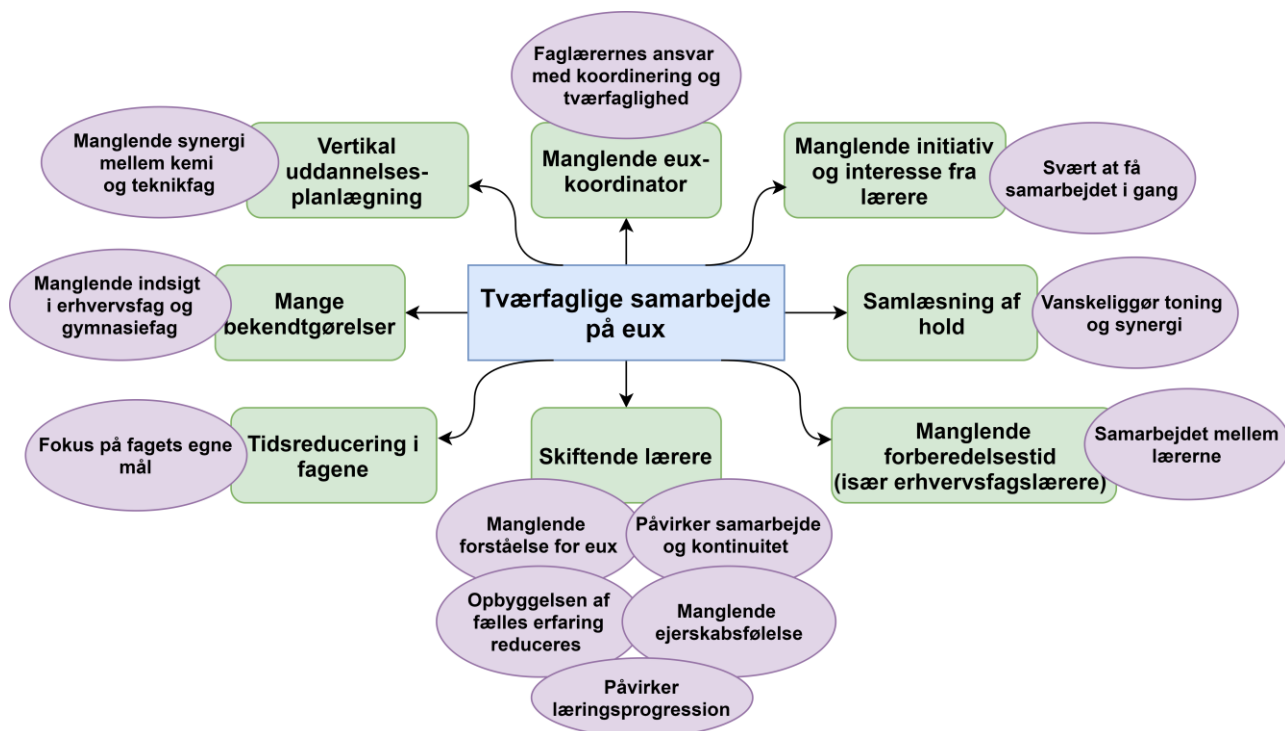 Faglærernes ansvar
med koordinering og
tværfaglighed
Manglende synergi
mellem kemi
og teknikfag
Vertikal
uddannelses-
planlægning
Manglende eux-
koordinator
Manglende initiativ
og interesse fra
lærere
Svært at få
samarbejdet i gang
Manglende indsigt
i erhvervsfag og
gymnasiefag
Mange
bekendtgørelser
Tværfaglige samarbejde
på eux
Samlæsning af
hold
Vanskeliggør toning
og synergi
Fokus på fagets egne
mål
Tidsreducering i
fagene
Skiftende lærere
Manglende
forberedelsestid
(især erhvervsfagslærere)
Samarbejdet mellem
lærerne
Manglende
forståelse for eux
Påvirker samarbejde
og kontinuitet
Opbyggelsen af
fælles erfaring
reduceres
Manglende
ejerskabsfølelse
Påvirker
læringsprogression